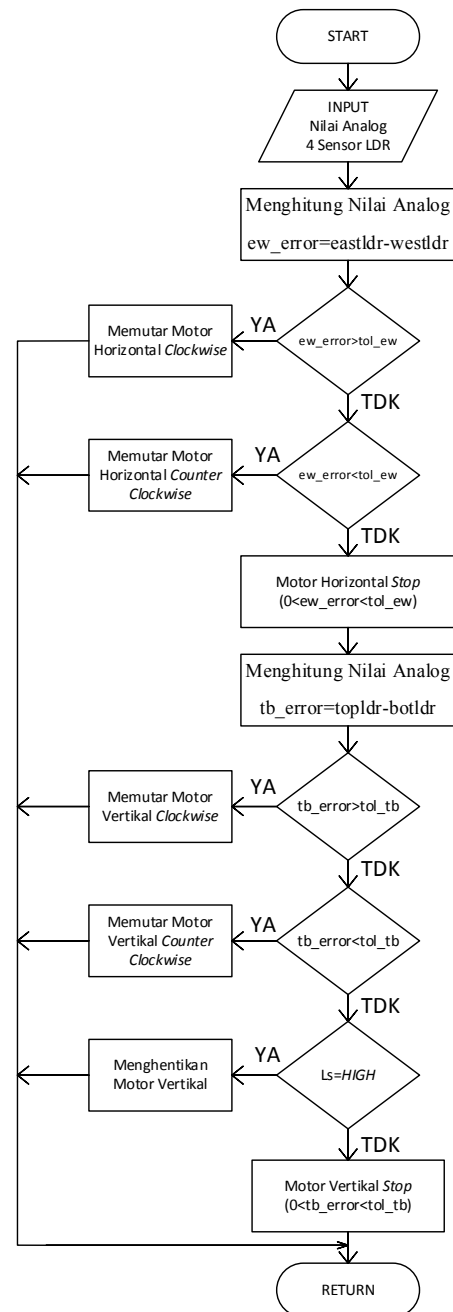 START
INPUT
Nilai Analog
4 Sensor LDR
Menghitung Nilai Analog
ew_error=eastldr-westldr
ew_error>tol_ew
YA
Memutar Motor
Horizontal Clockwise
TDK
ew_error<tol_ew
YA
Memutar Motor
Horizontal Counter
Clockwise
TDK
Motor Horizontal Stop
(0<ew_error<tol_ew)
Menghitung Nilai Analog
tb_error=topldr-botldr
tb_error>tol_tb
YA
Memutar Motor
Vertikal Clockwise
TDK
tb_error<tol_tb
YA
Memutar Motor
Vertikal Counter
Clockwise
TDK
Ls=HIGH
YA
Menghentikan
Motor Vertikal
TDK
Motor Vertikal Stop
(0<tb_error<tol_tb)
RETURN